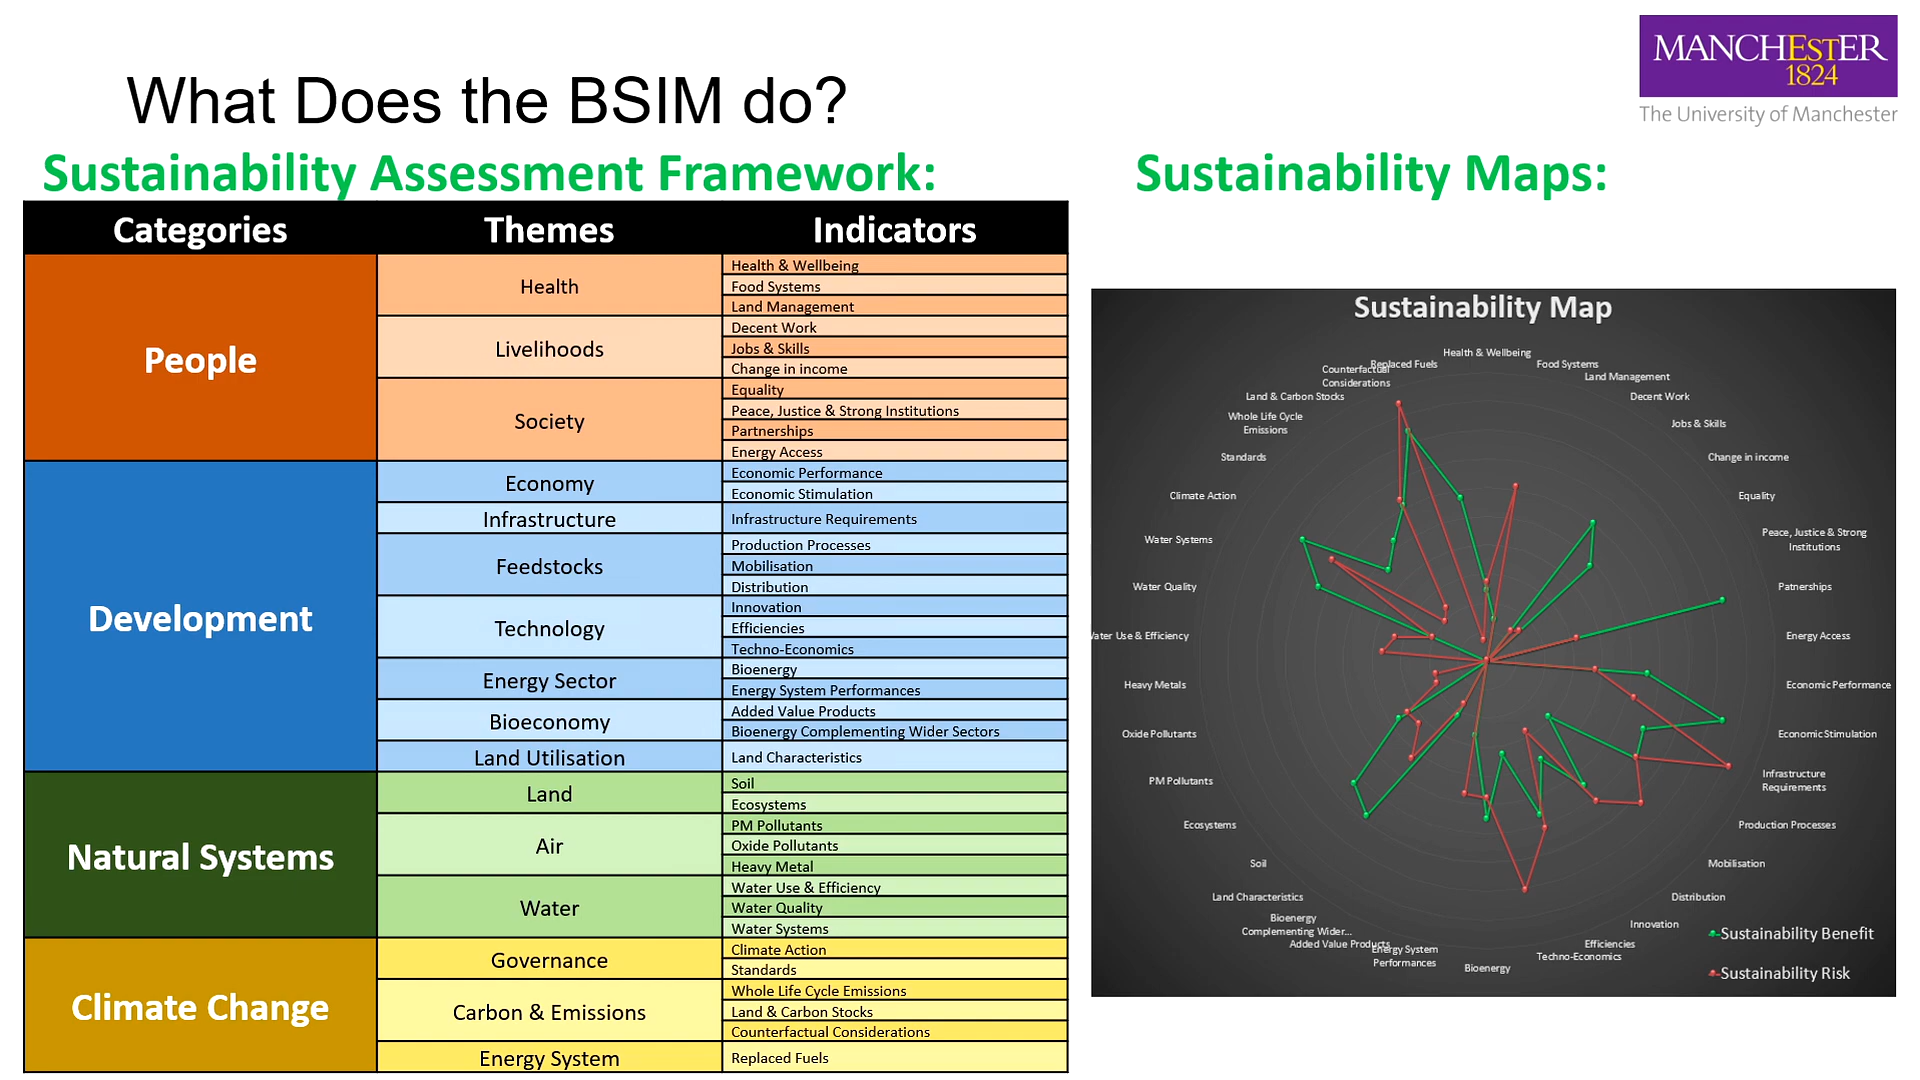 MANCHEsTER
1824
The University of Manchester
What Does the BSIM do?
Sustainability Assessment Framework:
Categories Themes Indicators
People
Health
Health & Wellbeing
Food Systems
Land Management
Livelihoods
Decent Work
Jobs & Skills
Change in income
Society
Equality
Peace, Justice & Strong Institutions
Partnerships
Energy Access
Development
Economy
Economic Performance
Economic Stimulation
Infrastructure
Infrastructure Requirements
Feedstocks
Production Processes
Mobilisation
Distribution
Technology
Innovation
Efficiencies
Techno-Economics
Energy Sector
Bioenergy
Energy System Performances
Bioeconomy
Added Value Products
Bioenergy Complementing Wider Sectors
Land Utilisation
Land Characteristics
Natural Systems
Land
Soil
Ecosystems
Air
PM Pollutants
Oxide Pollutants
Heavy Metal
Water
Water Use & Efficiency
Water Quality
Water Systems
Climate Change
Governance
Climate Action
Standards
Carbon & Emissions
Whole Life Cycle Emissions
Land & Carbon Stocks
Counterfactual Considerations
Energy System
Replaced Fuels
Sustainability Maps:
Sustainability Map
Health & Wellbeing
Food Systems
Land Management
Decent Work
Jobs & Skills
Change in income
Equality
Peace, Justice & Strong
Institutions
Patnerships
Energy Access
Economic Performance
Economic Stimulation
Infrastructure
Requirements
Production Processes
Mobilisation
Distribution
Innovation
Efficiencies
Techno-Economics
Bioenergy
Energy System
Performances
Added Value Products
Bioenergy
Complementing Wider...
Land Characteristics
Soil
Ecosystems
PM Pollutants
Oxide Pollutants
Heavy Metals
Water Use & Efficiency
Water Quality
Water Systems
Climate Action
Standards
Whole Life Cycle
Emissions
Land & Carbon Stocks
Counterfactual
Considerations
Replaced Fuels
Sustainability Benefit
Sustainability Risk